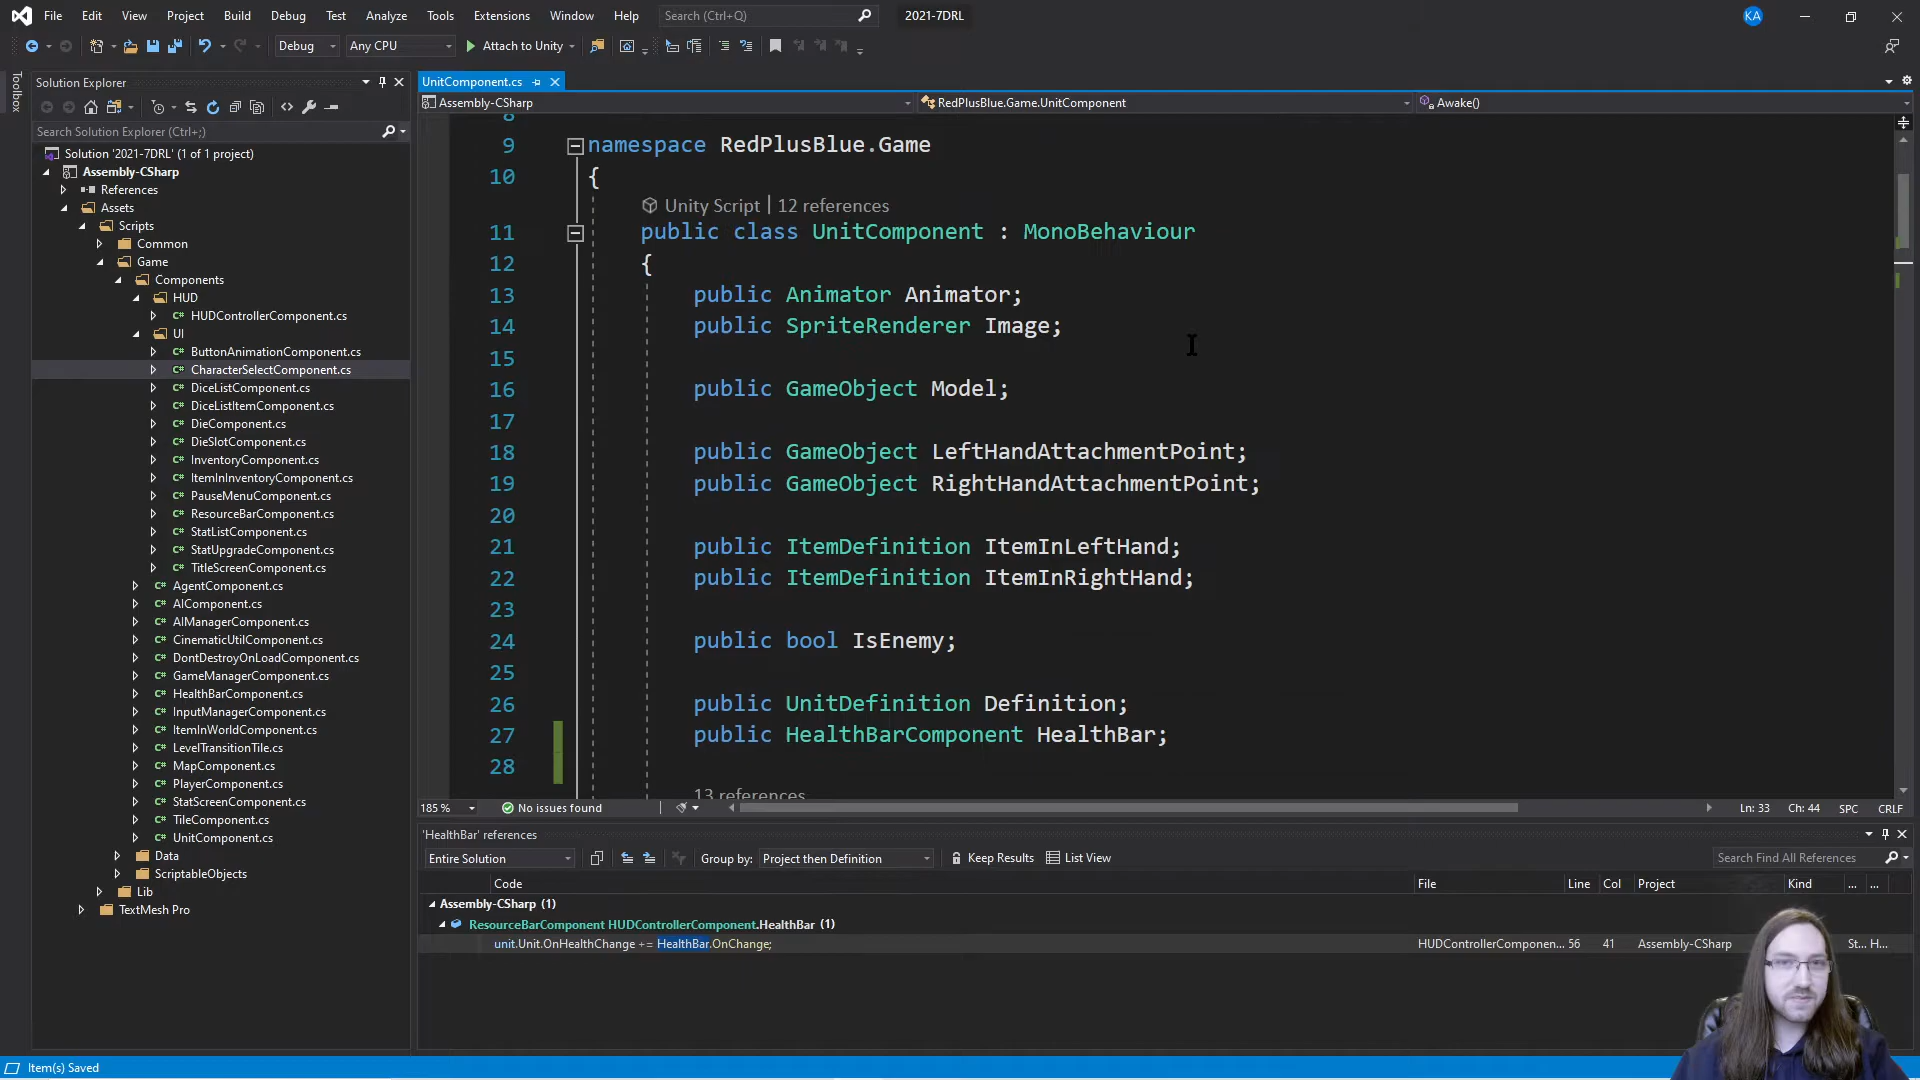 File Edit View Project Build Debug Test Analyze Tools Extensions Window Help Search (Ctrl+Q) 2021-7DRL KA
Debug Any CPU Attach to Unity
Toolbox
Solution Explorer
Search Solution Explorer (Ctrl+;)
Solution '2021-7DRL' (1 of 1 project)
Assembly-CSharp
References
Assets
Scripts
Common
Game
Components
HUD
HUDControllerComponent.cs
UI
ButtonAnimationComponent.cs
CharacterSelectComponent.cs
DiceListComponent.cs
DiceListItemComponent.cs
DieComponent.cs
DieSlotComponent.cs
InventoryComponent.cs
ItemInInventoryComponent.cs
PauseMenuComponent.cs
ResourceBarComponent.cs
StatListComponent.cs
StatUpgradeComponent.cs
TitleScreenComponent.cs
AgentComponent.cs
AIComponent.cs
AIManagerComponent.cs
CinematicUtilComponent.cs
DontDestroyOnLoadComponent.cs
GameManagerComponent.cs
HealthBarComponent.cs
InputManagerComponent.cs
ItemInWorldComponent.cs
LevelTransitionTile.cs
MapComponent.cs
PlayerComponent.cs
StatScreenComponent.cs
TileComponent.cs
UnitComponent.cs
Data
ScriptableObjects
Lib
TextMesh Pro
UnitComponent.cs
Assembly-CSharp RedPlusBlue.Game.UnitComponent Awake()
8
9 namespace RedPlusBlue.Game
10 {
Unity Script | 12 references
11 public class UnitComponent : MonoBehaviour
12 {
13 public Animator Animator;
14 public SpriteRenderer Image;
15
16 public GameObject Model;
17
18 public GameObject LeftHandAttachmentPoint;
19 public GameObject RightHandAttachmentPoint;
20
21 public ItemDefinition ItemInLeftHand;
22 public ItemDefinition ItemInRightHand;
23
24 public bool IsEnemy;
25
26 public UnitDefinition Definition;
27 public HealthBarComponent HealthBar;
28
13 references
185 % No issues found Ln: 33 Ch: 44 SPC CRLF
'HealthBar' references
Entire Solution Group by: Project then Definition Keep Results List View Search Find All References
Code File Line Col Project Kind ... ...
Assembly-CSharp (1)
ResourceBarComponent HUDControllerComponent.HealthBar (1)
unit.Unit.OnHealthChange += HealthBar.OnChange; HUDControllerComponen... 56 41 Assembly-CSharp St... H...
Item(s) Saved